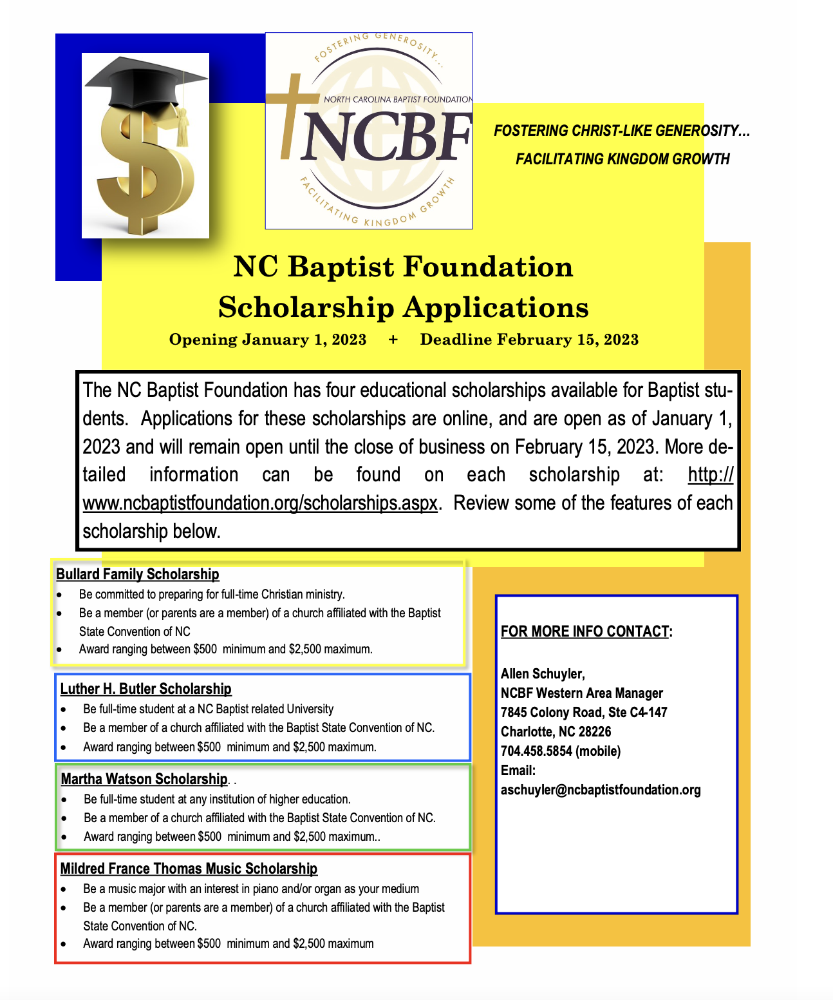 FOSTERING GENEROSITY...
NORTH CAROLINA BAPTIST FOUNDATION
NCBF
FACILITATING KINGDOM GROWTH
FOSTERING CHRIST-LIKE GENEROSITY…
FACILITATING KINGDOM GROWTH
NC Baptist Foundation
Scholarship Applications
Opening January 1, 2023 + Deadline February 15, 2023
The NC Baptist Foundation has four educational scholarships available for Baptist stu-
dents. Applications for these scholarships are online, and are open as of January 1,
2023 and will remain open until the close of business on February 15, 2023. More de-
tailed information can be found on each scholarship at: http://
www.ncbaptistfoundation.org/scholarships.aspx. Review some of the features of each
scholarship below.
Bullard Family Scholarship
• Be committed to preparing for full-time Christian ministry.
• Be a member (or parents are a member) of a church affiliated with the Baptist
State Convention of NC
• Award ranging between $500 minimum and $2,500 maximum.
Luther H. Butler Scholarship
• Be full-time student at a NC Baptist related University
• Be a member of a church affiliated with the Baptist State Convention of NC.
• Award ranging between $500 minimum and $2,500 maximum.
Martha Watson Scholarship. .
• Be full-time student at any institution of higher education.
• Be a member of a church affiliated with the Baptist State Convention of NC.
• Award ranging between $500 minimum and $2,500 maximum..
Mildred France Thomas Music Scholarship
• Be a music major with an interest in piano and/or organ as your medium
• Be a member (or parents are a member) of a church affiliated with the Baptist
State Convention of NC.
• Award ranging between $500 minimum and $2,500 maximum
FOR MORE INFO CONTACT:
Allen Schuyler,
NCBF Western Area Manager
7845 Colony Road, Ste C4-147
Charlotte, NC 28226
704.458.5854 (mobile)
Email:
aschuyler@ncbaptistfoundation.org